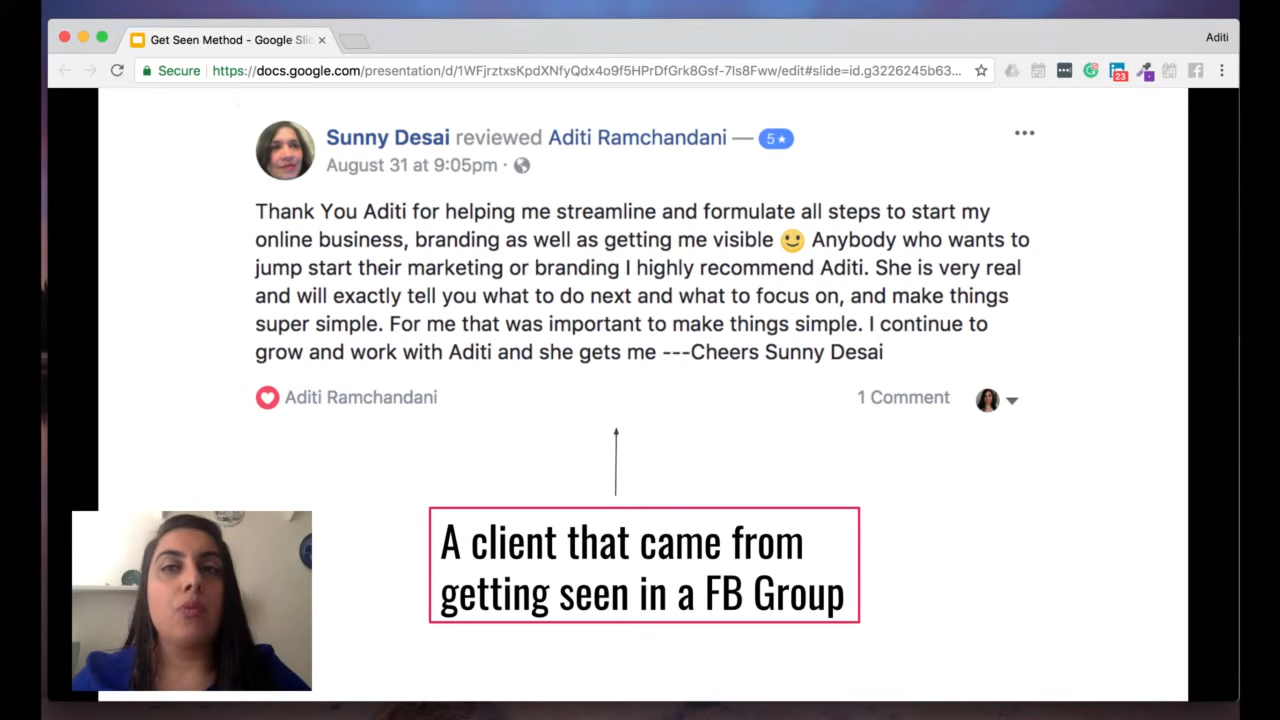 Get Seen Method - Google Slid
Aditi
Secure https://docs.google.com/presentation/d/1WFjrztxsKpdXNfyQdx4o9f5HPrDfGrk8Gsf-7Is8Fww/edit#slide=id.g3226245b63...
23
Sunny Desai reviewed Aditi Ramchandani — 5★
August 31 at 9:05pm ·
Thank You Aditi for helping me streamline and formulate all steps to start my
online business, branding as well as getting me visible 🙂 Anybody who wants to
jump start their marketing or branding I highly recommend Aditi. She is very real
and will exactly tell you what to do next and what to focus on, and make things
super simple. For me that was important to make things simple. I continue to
grow and work with Aditi and she gets me ---Cheers Sunny Desai
Aditi Ramchandani
1 Comment
A client that came from
getting seen in a FB Group